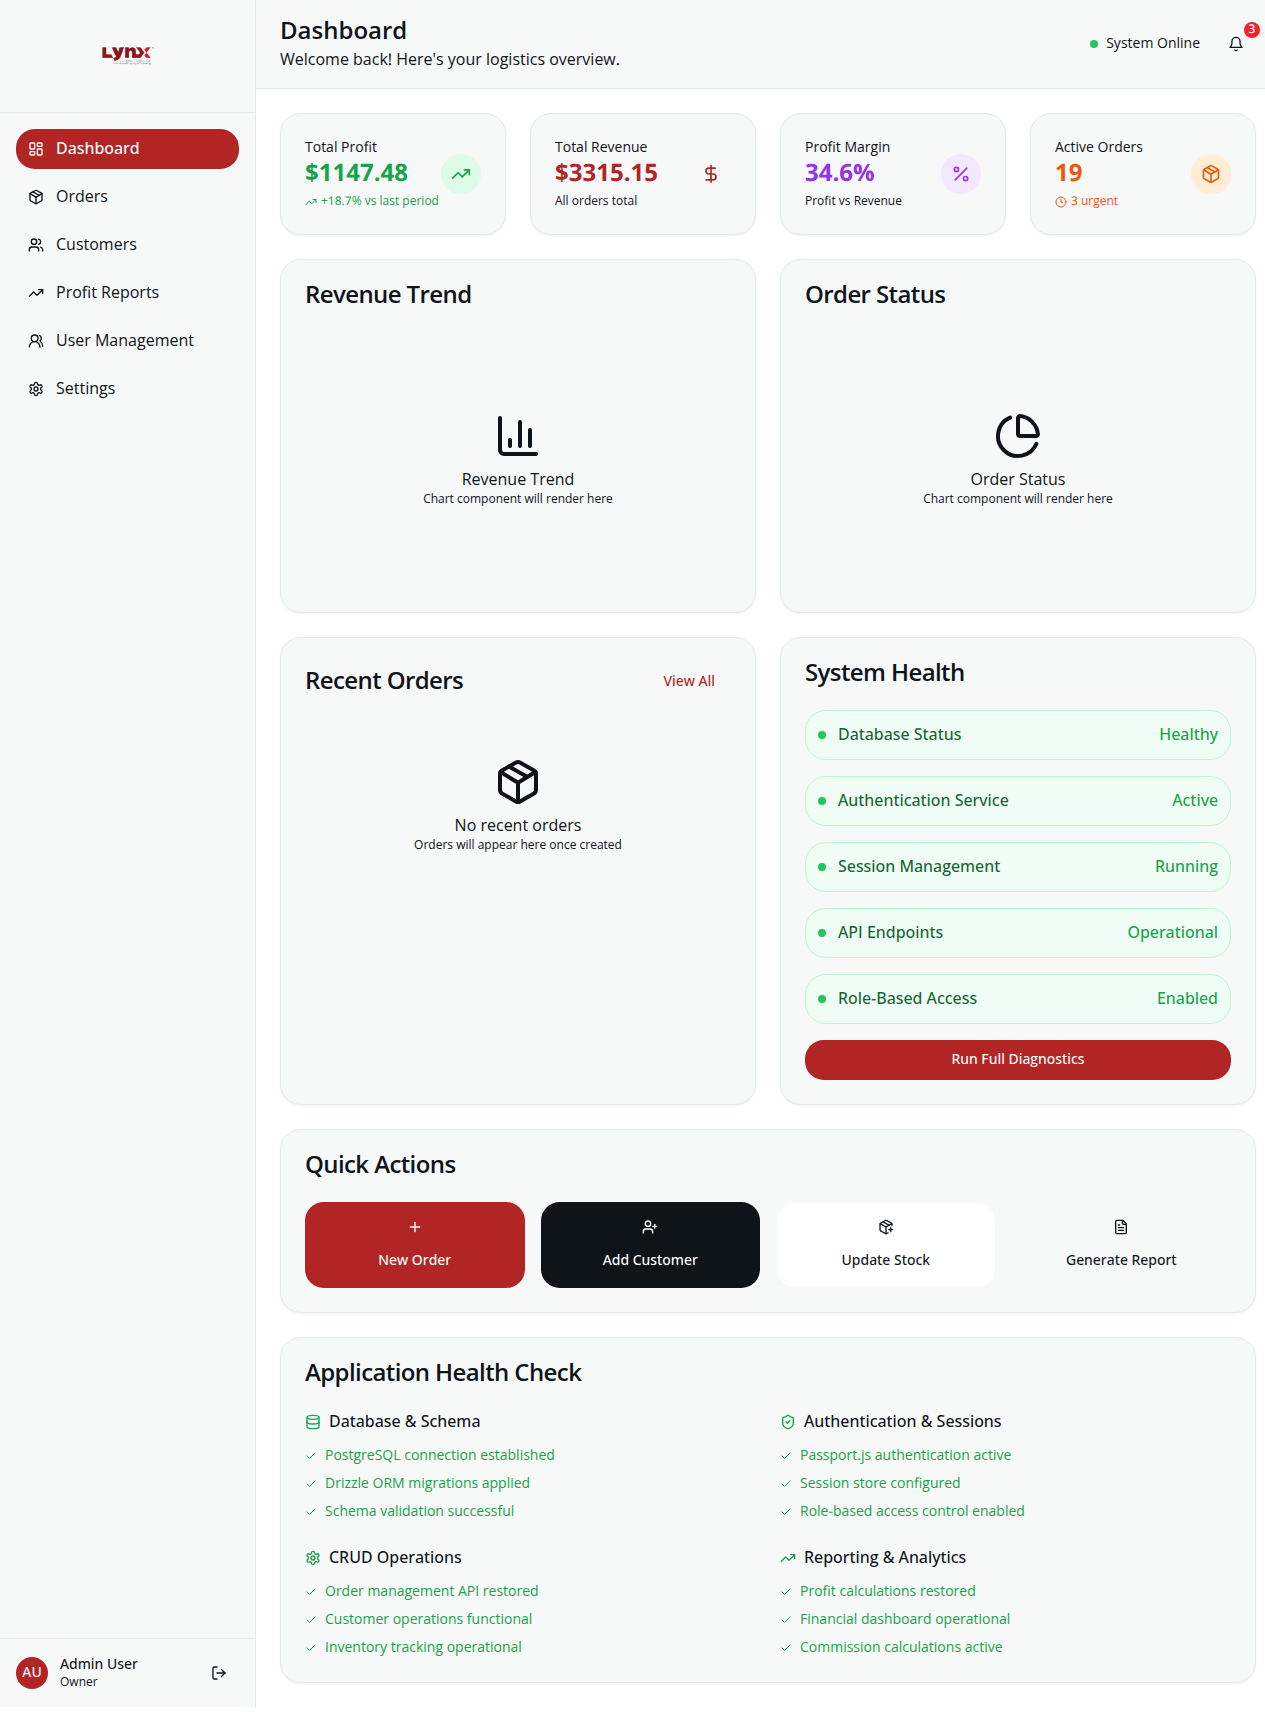 Lynx
Dashboard
Orders
Customers
Profit Reports
User Management
Settings
AU
Admin User
Owner
Dashboard
Welcome back! Here's your logistics overview.
System Online
3
Total Profit
$1147.48
+18.7% vs last period
Total Revenue
$3315.15
All orders total
Profit Margin
34.6%
Profit vs Revenue
Active Orders
19
3 urgent
Revenue Trend
Revenue Trend
Chart component will render here
Order Status
Order Status
Chart component will render here
Recent Orders
View All
No recent orders
Orders will appear here once created
System Health
Database Status
Healthy
Authentication Service
Active
Session Management
Running
API Endpoints
Operational
Role-Based Access
Enabled
Run Full Diagnostics
Quick Actions
New Order
Add Customer
Update Stock
Generate Report
Application Health Check
Database & Schema
PostgreSQL connection established
Drizzle ORM migrations applied
Schema validation successful
Authentication & Sessions
Passport.js authentication active
Session store configured
Role-based access control enabled
CRUD Operations
Order management API restored
Customer operations functional
Inventory tracking operational
Reporting & Analytics
Profit calculations restored
Financial dashboard operational
Commission calculations active